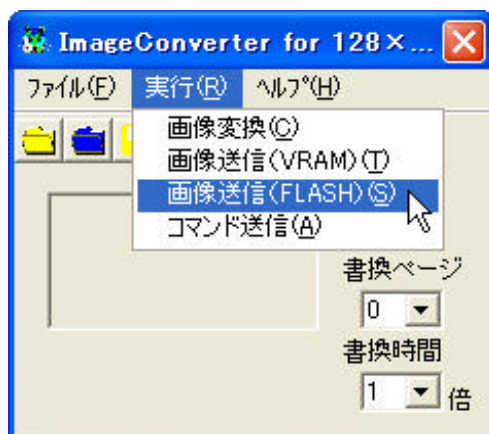 ImageConverter for 128×...
ファイル(F) 実行(R) ヘルプ(H)
画像変換(C)
画像送信(VRAM)(T)
画像送信(FLASH)(S)
コマンド送信(A)
書換ページ
0
書換時間
1 倍